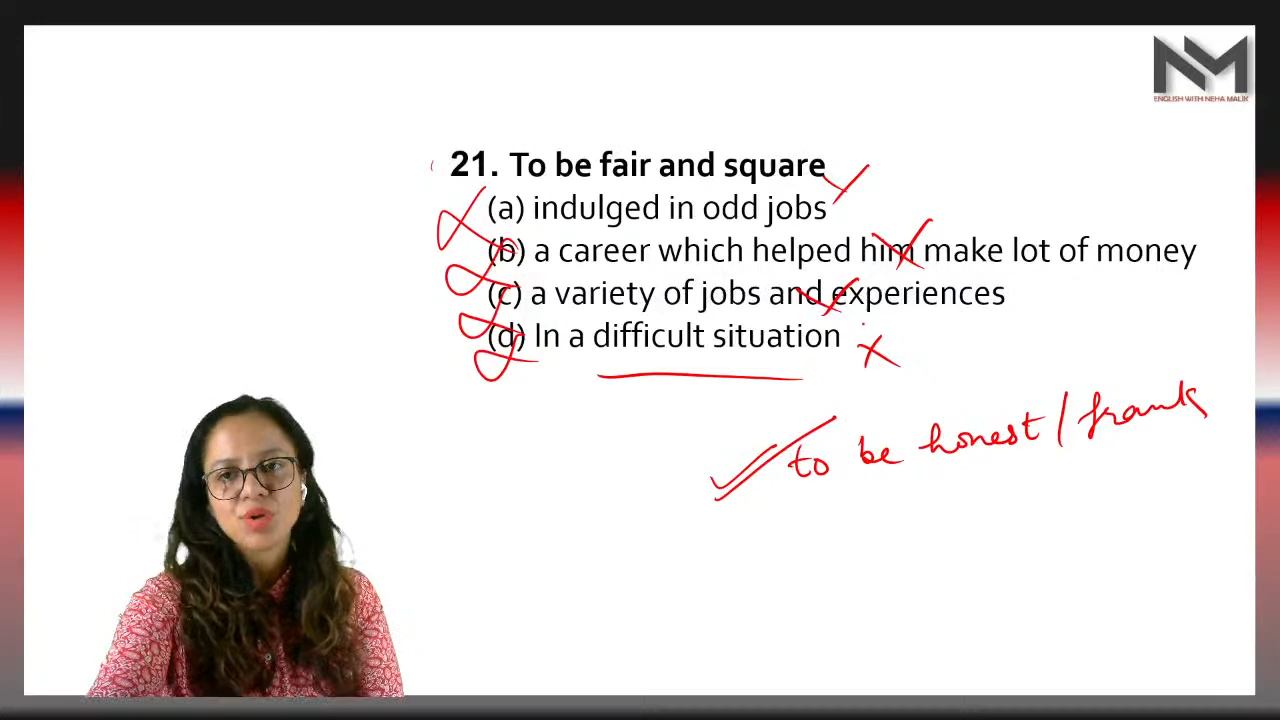 NM
ENGLISH WITH NEHA MALIK
21. To be fair and square
(a) indulged in odd jobs
(b) a career which helped him make lot of money
(c) a variety of jobs and experiences
(d) In a difficult situation
to be honest / frank